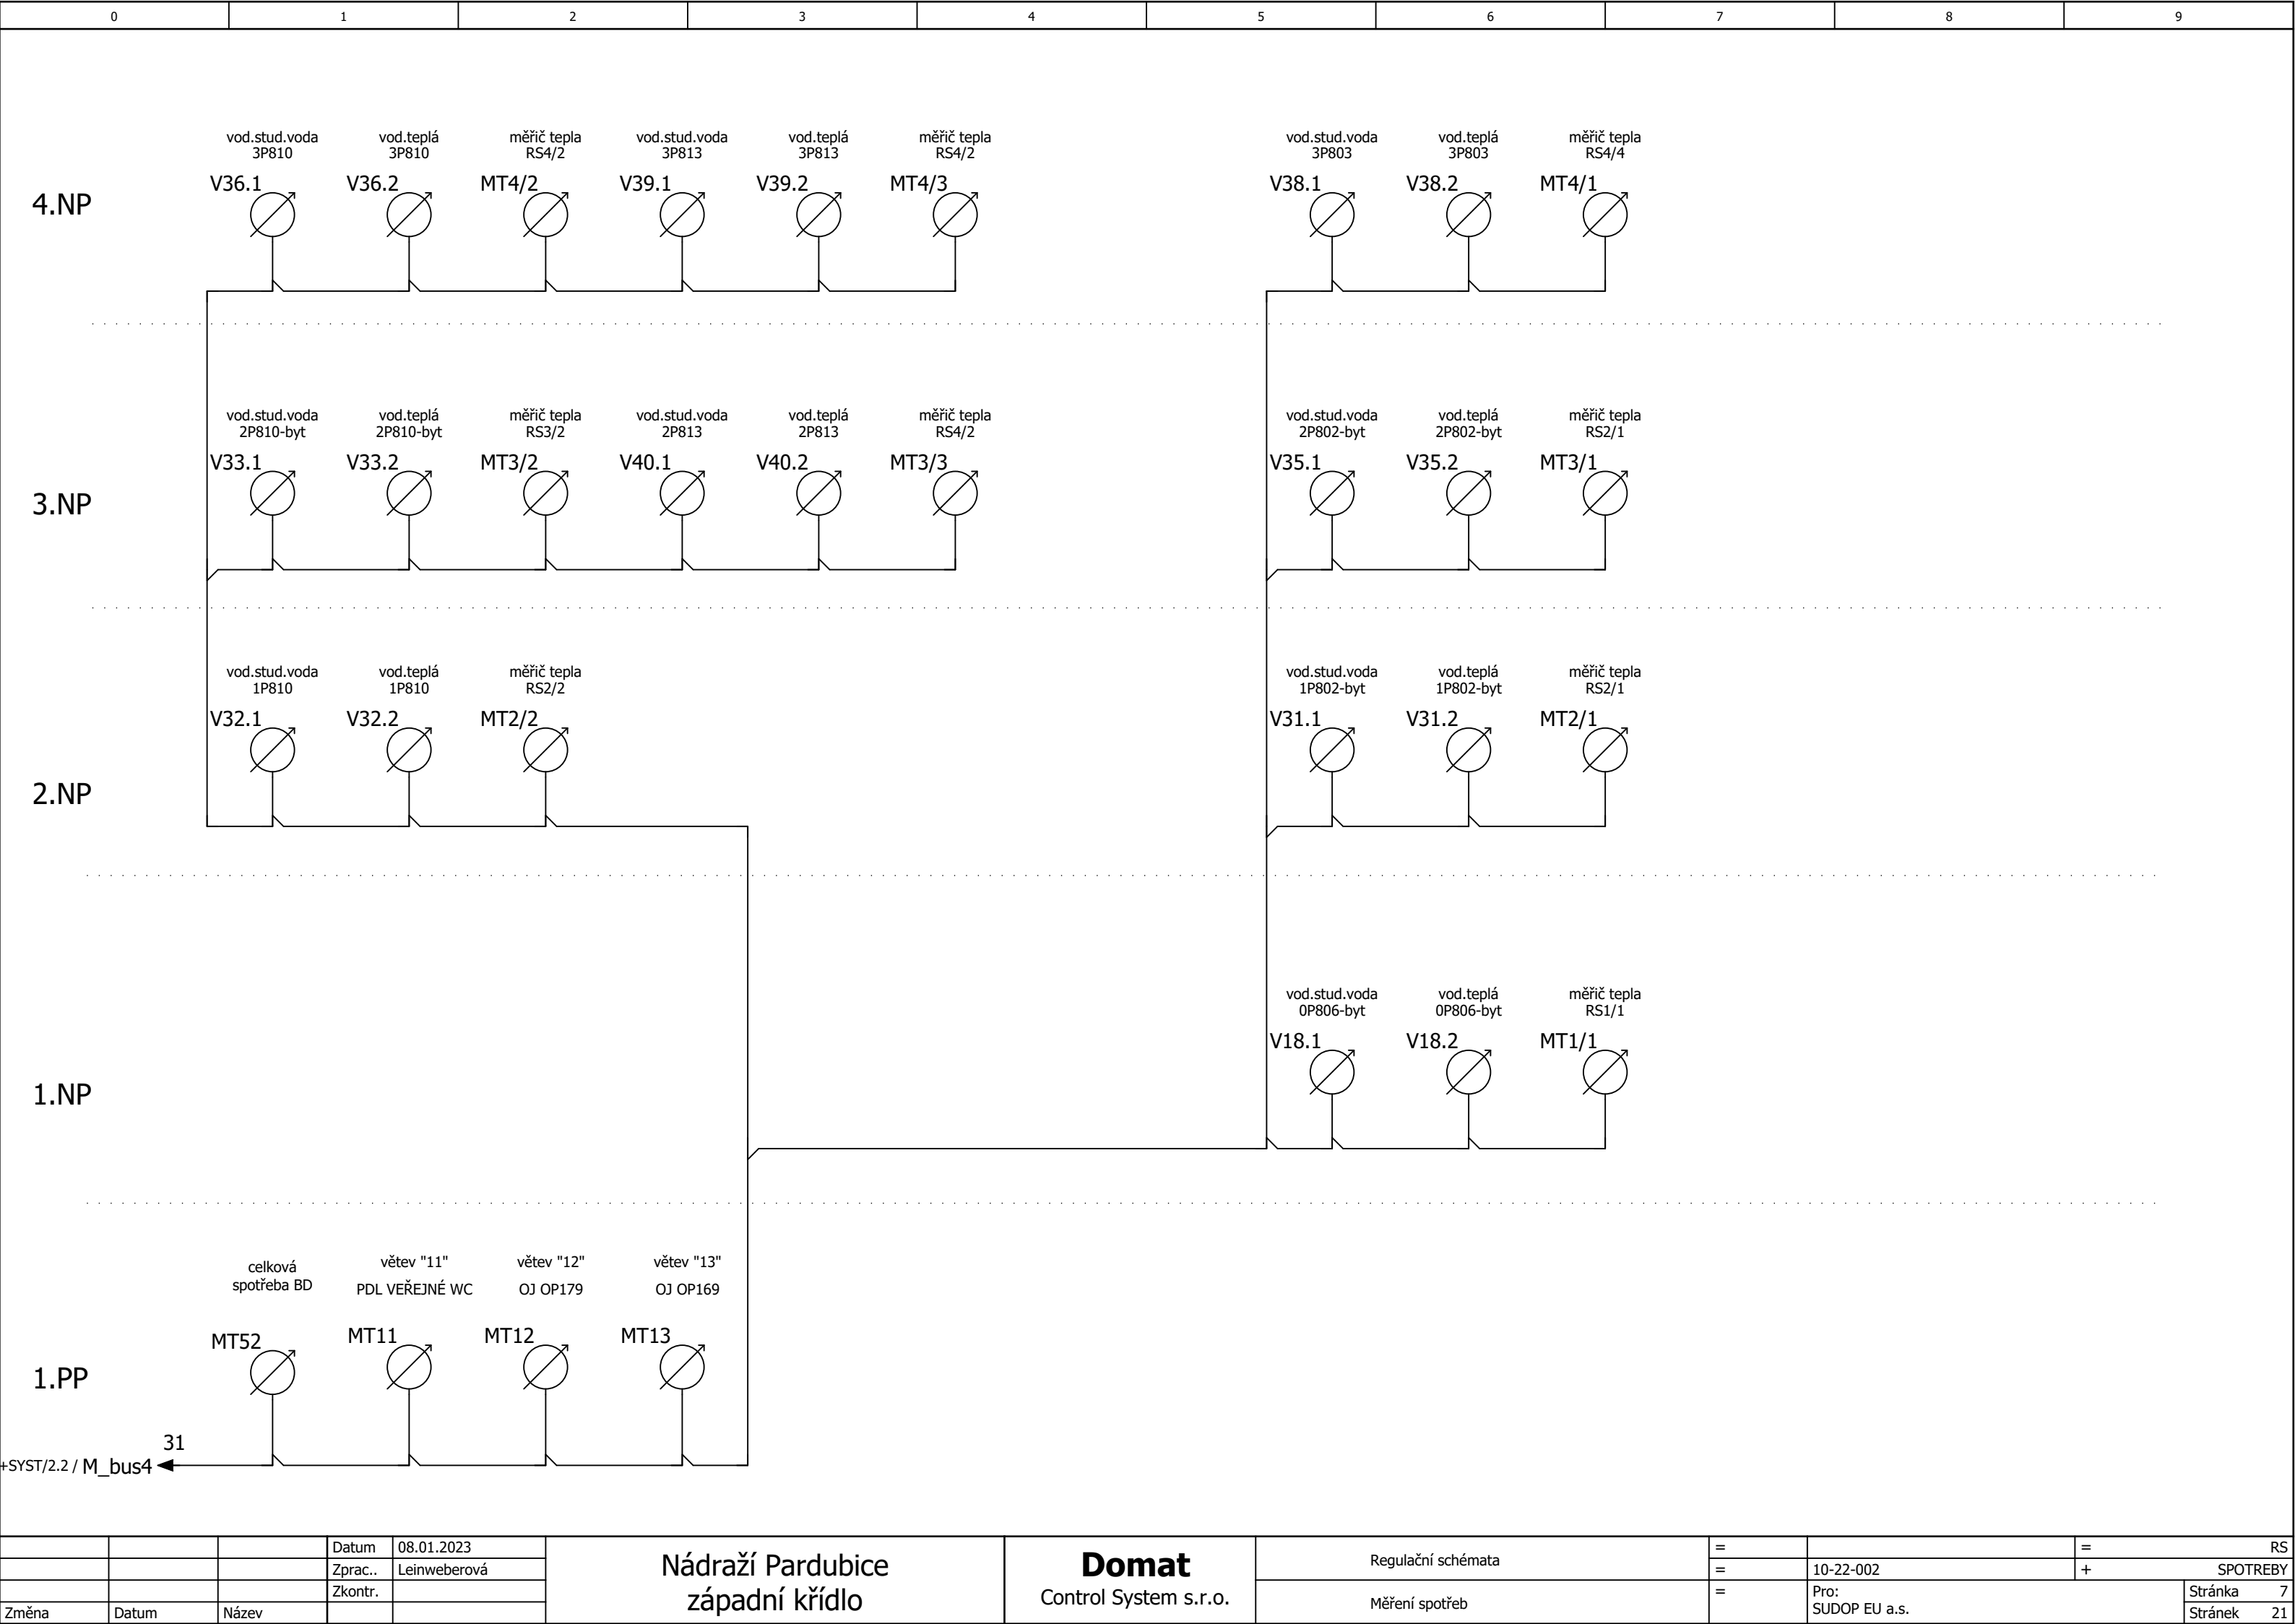 0 1 2 3 4 5 6 7 8 9
vod.stud.voda vod.teplá měřič tepla vod.stud.voda vod.teplá měřič tepla vod.stud.voda vod.teplá měřič tepla
3P810 3P810 RS4/2 3P813 3P813 RS4/2 3P803 3P803 RS4/4
V36.1 V36.2 MT4/2 V39.1 V39.2 MT4/3 V38.1 V38.2 MT4/1
4.NP
vod.stud.voda vod.teplá měřič tepla vod.stud.voda vod.teplá měřič tepla vod.stud.voda vod.teplá měřič tepla
2P810-byt 2P810-byt RS3/2 2P813 2P813 RS4/2 2P802-byt 2P802-byt RS2/1
V33.1 V33.2 MT3/2 V40.1 V40.2 MT3/3 V35.1 V35.2 MT3/1
3.NP
vod.stud.voda vod.teplá měřič tepla vod.stud.voda vod.teplá měřič tepla
1P810 1P810 RS2/2 1P802-byt 1P802-byt RS2/1
V32.1 V32.2 MT2/2 V31.1 V31.2 MT2/1
2.NP
vod.stud.voda vod.teplá měřič tepla
0P806-byt 0P806-byt RS1/1
V18.1 V18.2 MT1/1
1.NP
celková
spotřeba BD
větev "11" větev "12" větev "13"
PDL VEŘEJNÉ WC OJ OP179 OJ OP169
MT52 MT11 MT12 MT13
1.PP
31
+SYST/2.2 / M_bus4
Datum 08.01.2023
Zprac.. Leinweberová
Zkontr.
Změna Datum Název
Nádraží Pardubice
západní křídlo
Domat
Control System s.r.o.
Regulační schémata
Měření spotřeb
= = RS
= 10-22-002 + SPOTREBY
= Pro:
SUDOP EU a.s.
Stránka 7
Stránek 21